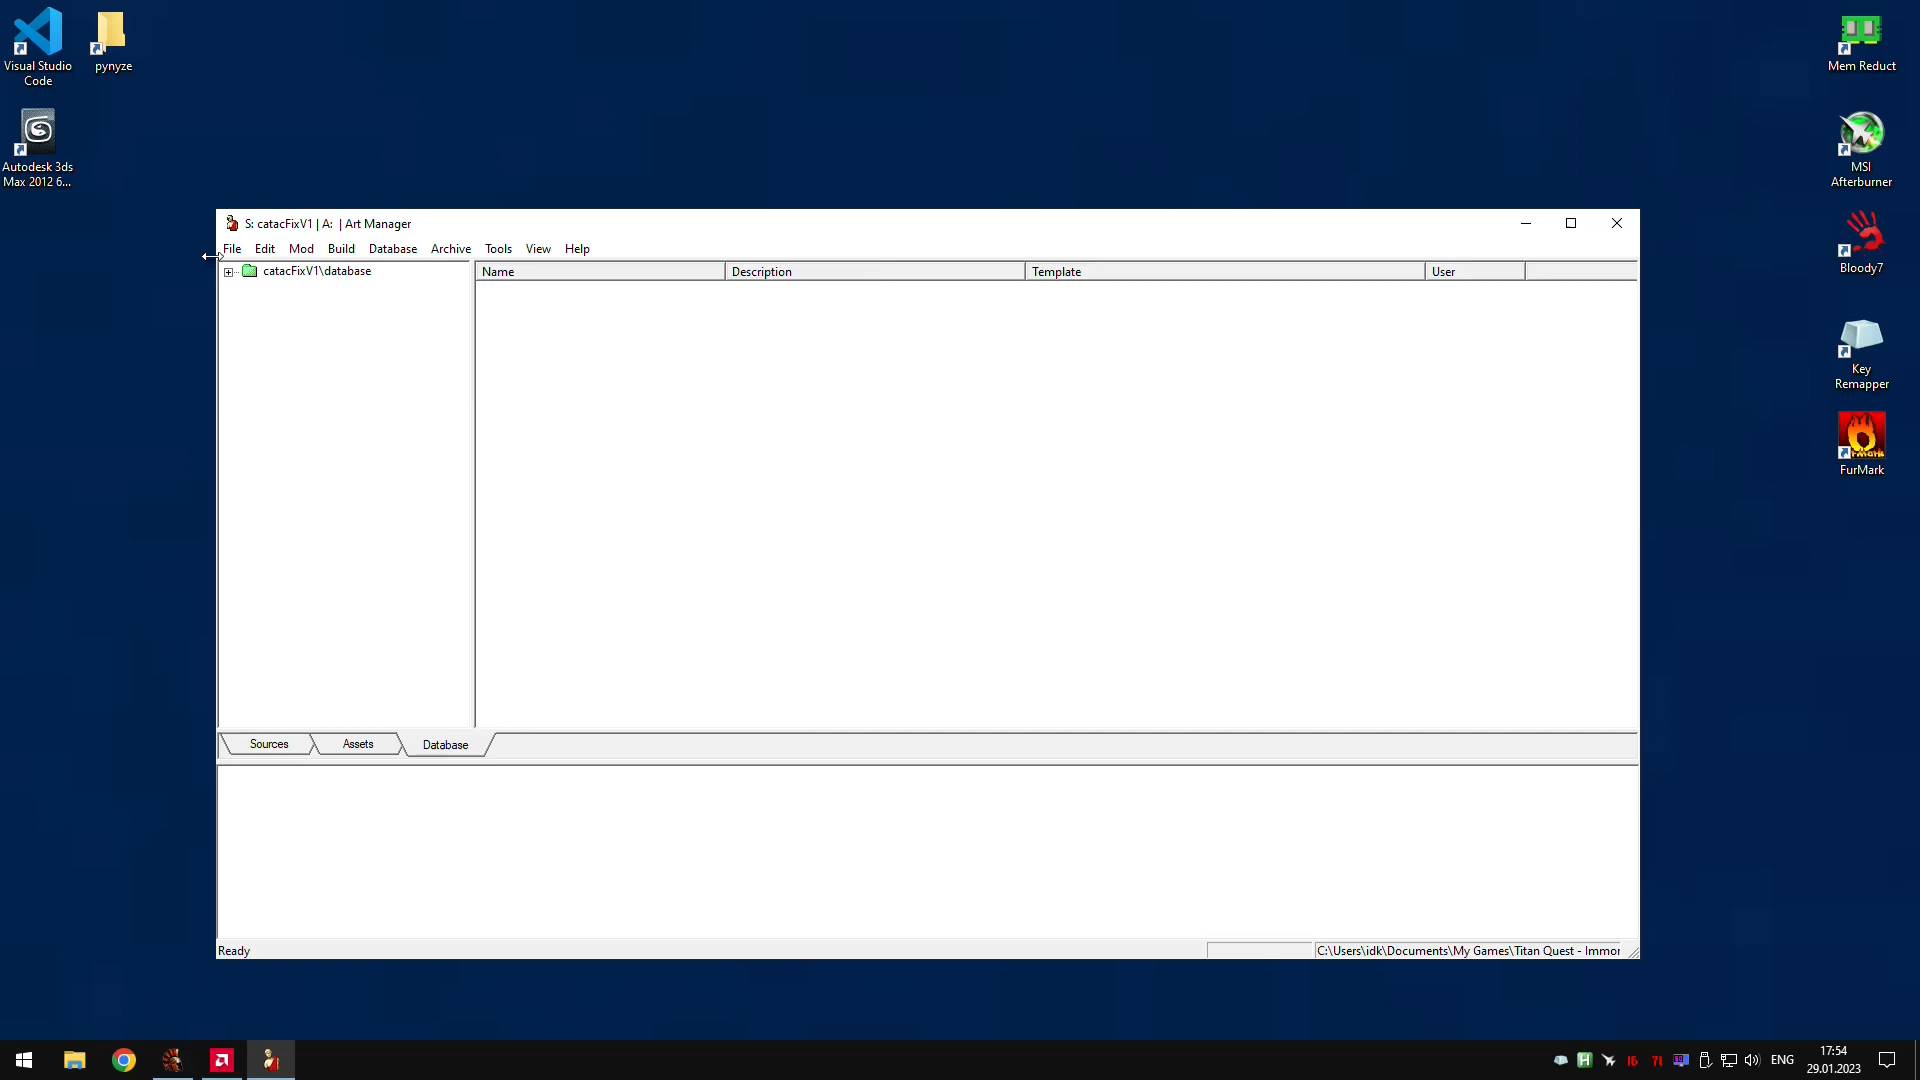 Visual Studio
Code
pynyze
Autodesk 3ds
Max 2012 6...
Mem Reduct
MSI
Afterburner
Bloody7
Key
Remapper
FurMark
S: catacFixV1 | A: | Art Manager
File Edit Mod Build Database Archive Tools View Help
catacFixV1\database
Name Description Template User
Sources Assets Database
Ready
C:\Users\idk\Documents\My Games\Titan Quest - Immor
16 71 ENG
17:54
29.01.2023